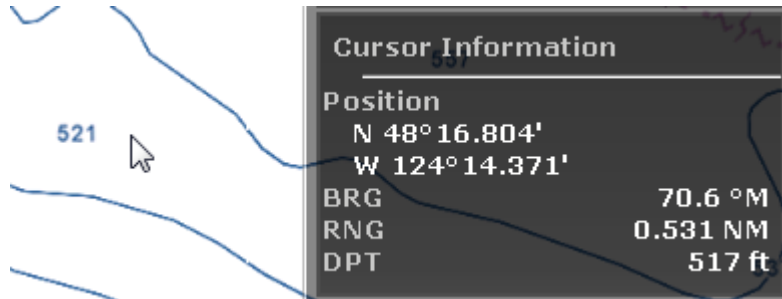 Cursor Information
557
521
Position
N 48°16.804'
W 124°14.371'
BRG 70.6 °M
RNG 0.531 NM
DPT 517 ft